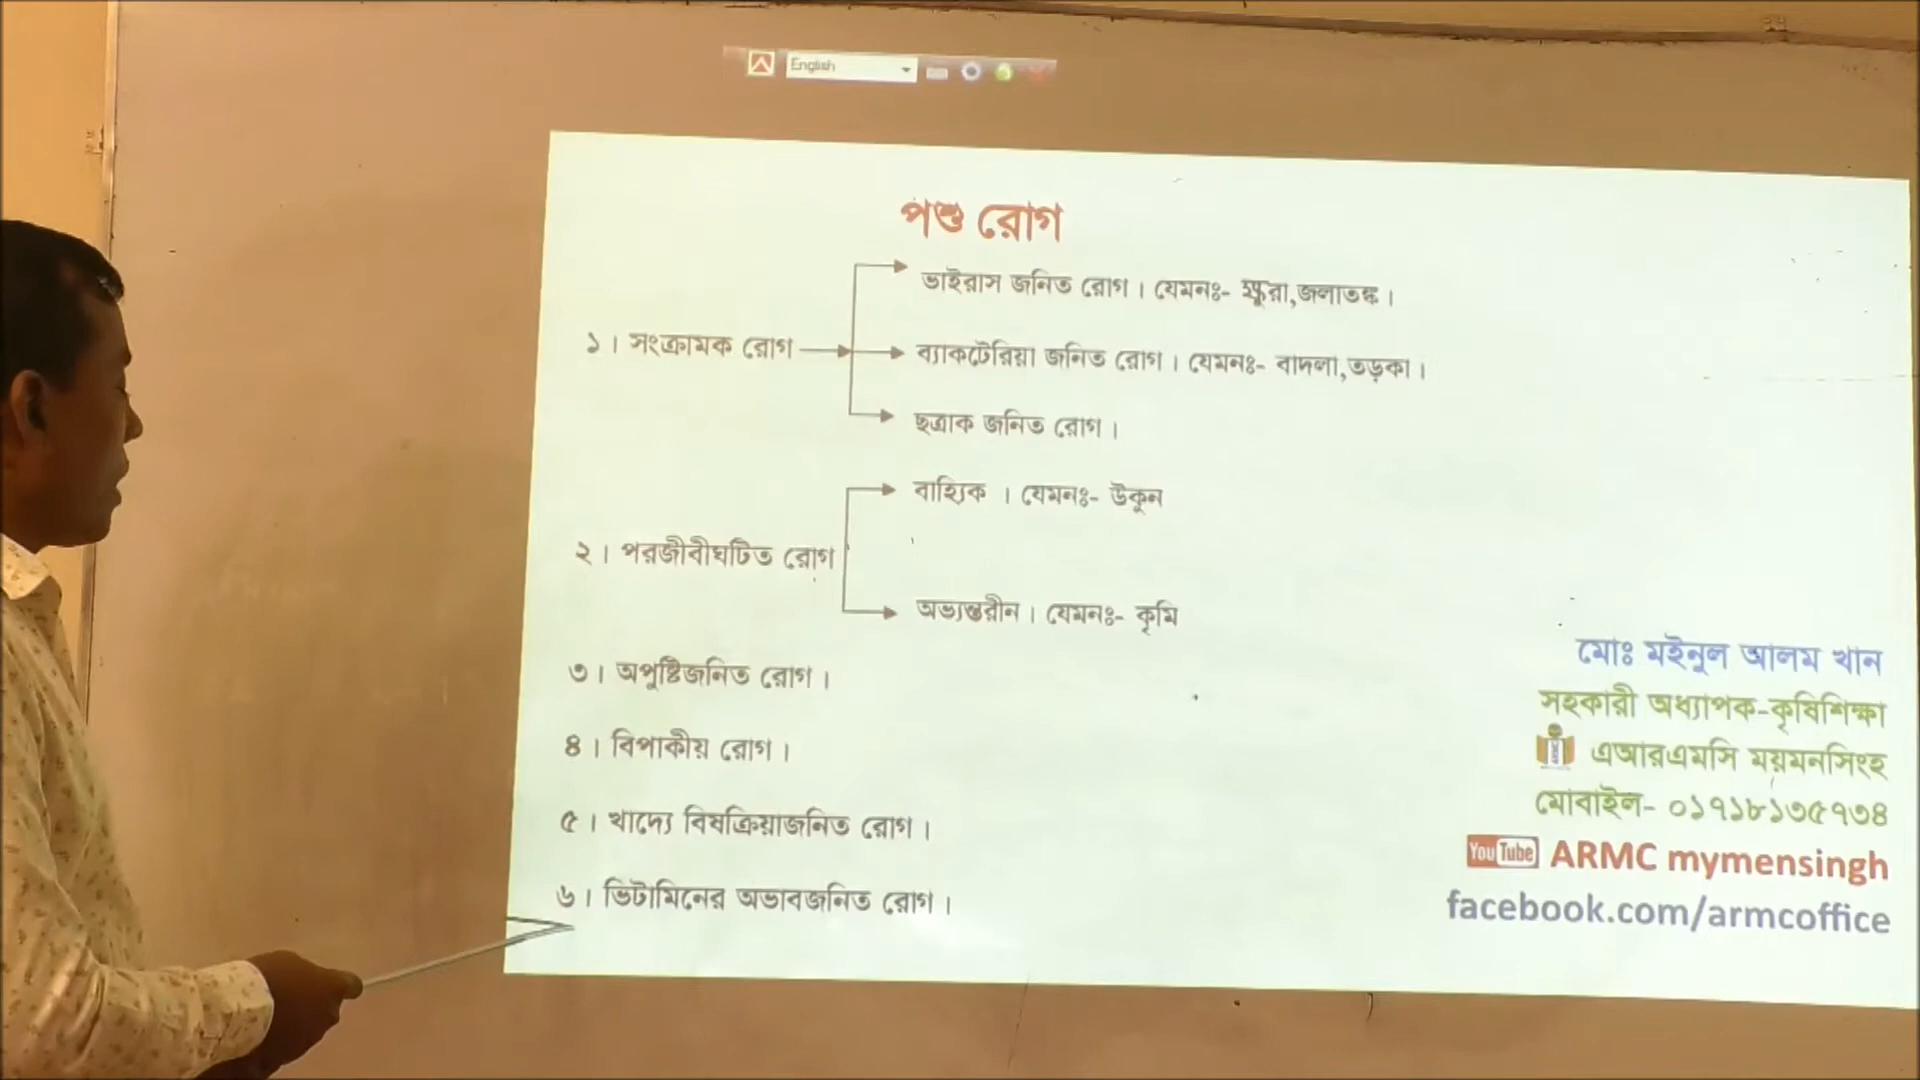 English
পশু রোগ
ভাইরাস জনিত রোগ। যেমনঃ- ক্ষুরা,জলাতঙ্ক।
১। সংক্রামক রোগ
ব্যাকটেরিয়া জনিত রোগ। যেমনঃ- বাদলা,তড়কা।
ছত্রাক জনিত রোগ।
বাহ্যিক । যেমনঃ- উকুন
২। পরজীবীঘটিত রোগ
অভ্যন্তরীন। যেমনঃ- কৃমি
৩। অপুষ্টিজনিত রোগ।
৪। বিপাকীয় রোগ।
৫। খাদ্যে বিষক্রিয়াজনিত রোগ।
৬। ভিটামিনের অভাবজনিত রোগ।
মোঃ মইনুল আলম খান
সহকারী অধ্যাপক-কৃষিশিক্ষা
এআরএমসি ময়মনসিংহ
মোবাইল- ০১৭১৮১৩৫৭৩৪
YouTube ARMC mymensingh
facebook.com/armcoffice